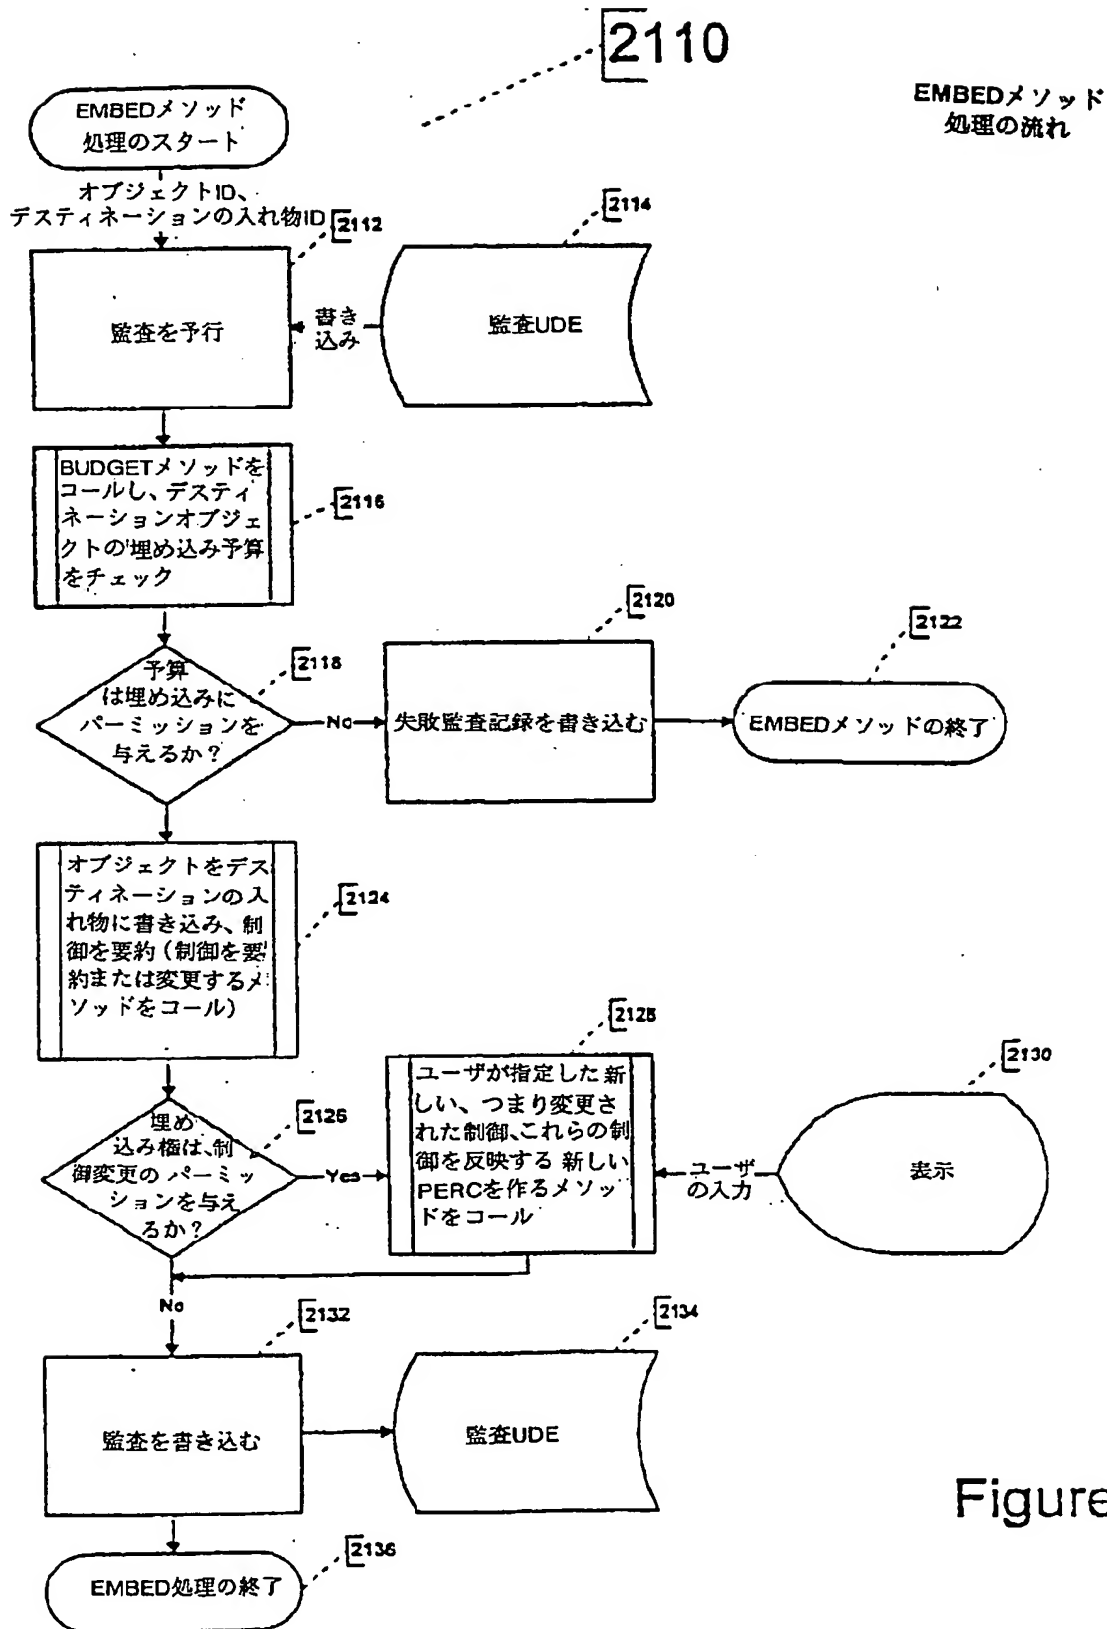 2110
EMBEDメソッド
処理の流れ
EMBEDメソッド
処理のスタート
オブジェクトID、
デスティネーションの入れ物ID
2112
2114
監査を予行
書き
込み
監査UDE
BUDGETメソッドを
コールし、デスティ
ネーションオブジェ
クトの埋め込み予算
をチェック
2116
予算
は埋め込みに
パーミッションを
与えるか？
2118
No
2120
失敗監査記録を書き込む
2122
EMBEDメソッドの終了
オブジェクトをデス
ティネーションの入
れ物に書き込み、制
御を要約（制御を要
約または変更するメ
ソッドをコール）
2124
埋め
込み権は、制
御変更の パーミッ
ションを与え
るか？
2126
Yes
2128
ユーザが指定した 新
しい、つまり変更さ
れた制御、これらの制
御を反映する 新しい
PERCを作るメソッ
ドをコール
ユーザ
の入力
2130
表示
No
2132
監査を書き込む
2134
監査UDE
2136
EMBED処理の終了
Figure